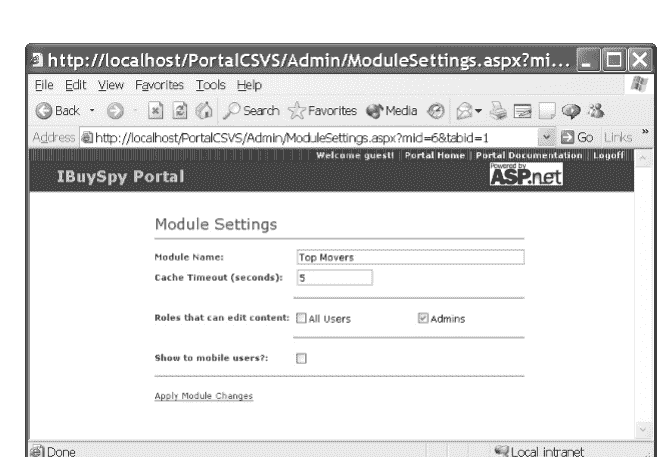 http://localhost/PortalCSVS/Admin/ModuleSettings.aspx?mi...
File Edit View Favorites Tools Help
Back Search Favorites Media
Address http://localhost/PortalCSVS/Admin/ModuleSettings.aspx?mid=6&tabid=1 Go Links »
Welcome guest! | Portal Home | Portal Documentation | Logoff
IBuySpy Portal
Powered by
ASP.net
Module Settings
Module Name: Top Movers
Cache Timeout (seconds): 5
Roles that can edit content: All Users Admins
Show to mobile users?:
Apply Module Changes
Done Local intranet